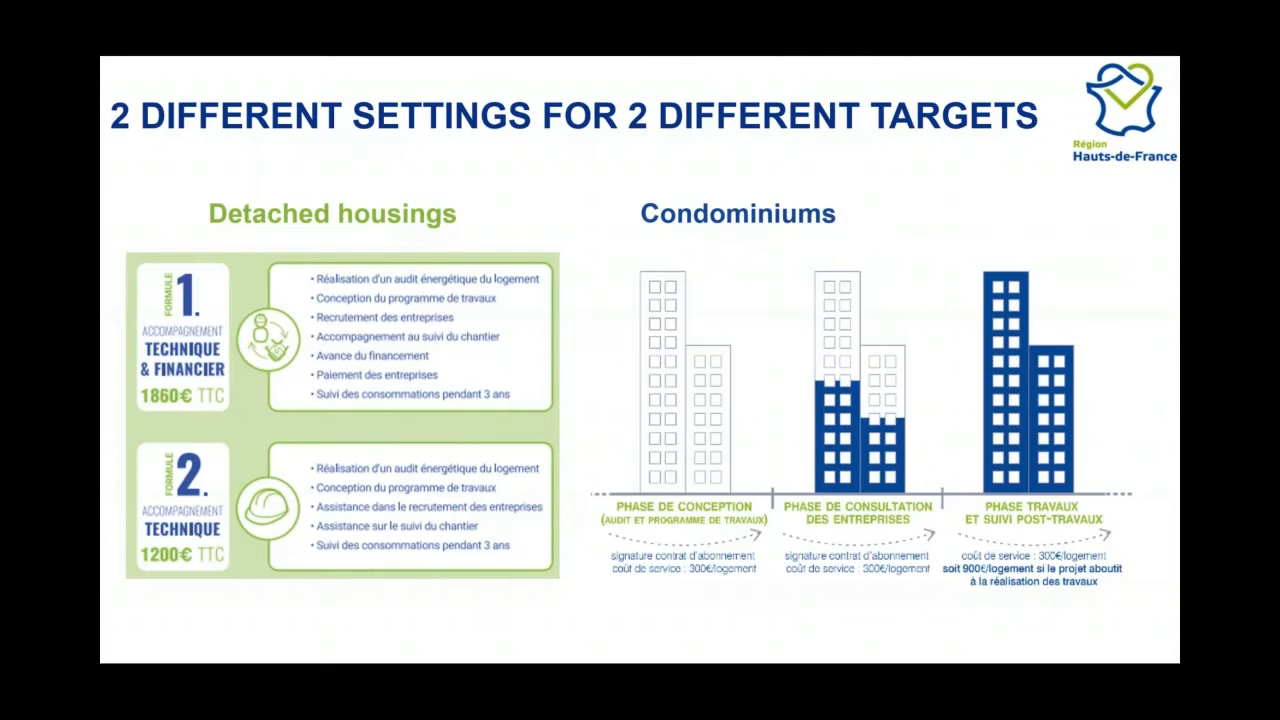 2 DIFFERENT SETTINGS FOR 2 DIFFERENT TARGETS
Région
Hauts-de-France
Detached housings
FORMULE
1.
ACCOMPAGNEMENT
TECHNIQUE
& FINANCIER
1860€ TTC
• Réalisation d'un audit énergétique du logement
• Conception du programme de travaux
• Recrutement des entreprises
• Accompagnement au suivi du chantier
• Avance du financement
• Paiement des entreprises
• Suivi des consommations pendant 3 ans
FORMULE
2.
ACCOMPAGNEMENT
TECHNIQUE
1200€ TTC
• Réalisation d'un audit énergétique du logement
• Conception du programme de travaux
• Assistance dans le recrutement des entreprises
• Assistance sur le suivi du chantier
• Suivi des consommations pendant 3 ans
Condominiums
PHASE DE CONCEPTION
(AUDIT ET PROGRAMME DE TRAVAUX)
signature contrat d'abonnement
coût de service : 300€/logement
PHASE DE CONSULTATION
DES ENTREPRISES
signature contrat d'abonnement
coût de service : 300€/logement
PHASE TRAVAUX
ET SUIVI POST-TRAVAUX
coût de service : 300€/logement
soit 900€/logement si le projet aboutit
à la réalisation des travaux